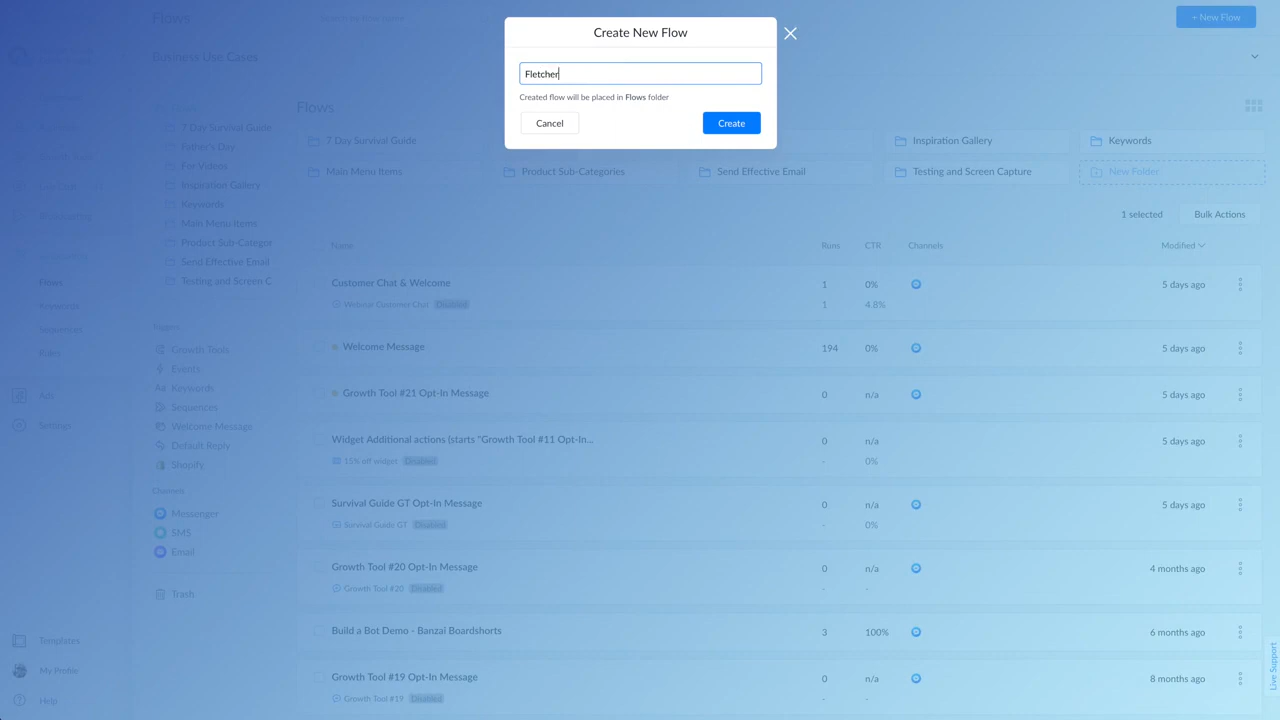 Flows
Search by flow name
+ New Flow
Create New Flow
Fletcher
Created flow will be placed in Flows folder
Cancel
Create
Business Use Cases
Flows
7 Day Survival Guide
Father's Day
For Videos
Inspiration Gallery
Keywords
Main Menu Items
Product Sub-Categor
Send Effective Email
Testing and Screen C
Growth Tools
Events
Keywords
Sequences
Welcome Message
Default Reply
Shopify
Channels
Messenger
SMS
Email
Trash
Flows
Keywords
Sequences
Rules
Ads
Settings
Templates
My Profile
Help
Flows
7 Day Survival Guide
Inspiration Gallery
Keywords
Main Menu Items
Product Sub-Categories
Send Effective Email
Testing and Screen Capture
New Folder
1 selected
Bulk Actions
Name Runs CTR Channels Modified
Customer Chat & Welcome 1 0% 5 days ago
Webinar Customer Chat Disabled 1 4.8%
Welcome Message 194 0% 5 days ago
Growth Tool #21 Opt-In Message 0 n/a 5 days ago
Widget Additional actions (starts "Growth Tool #11 Opt-In... 0 n/a 5 days ago
15% off widget Disabled - 0%
Survival Guide GT Opt-In Message 0 n/a 5 days ago
Survival Guide GT Disabled - 0%
Growth Tool #20 Opt-In Message 0 n/a 4 months ago
Growth Tool #20 Disabled - -
Build a Bot Demo - Banzai Boardshorts 3 100% 6 months ago
Growth Tool #19 Opt-In Message 0 n/a 8 months ago
Growth Tool #19 Disabled - -
Live Support